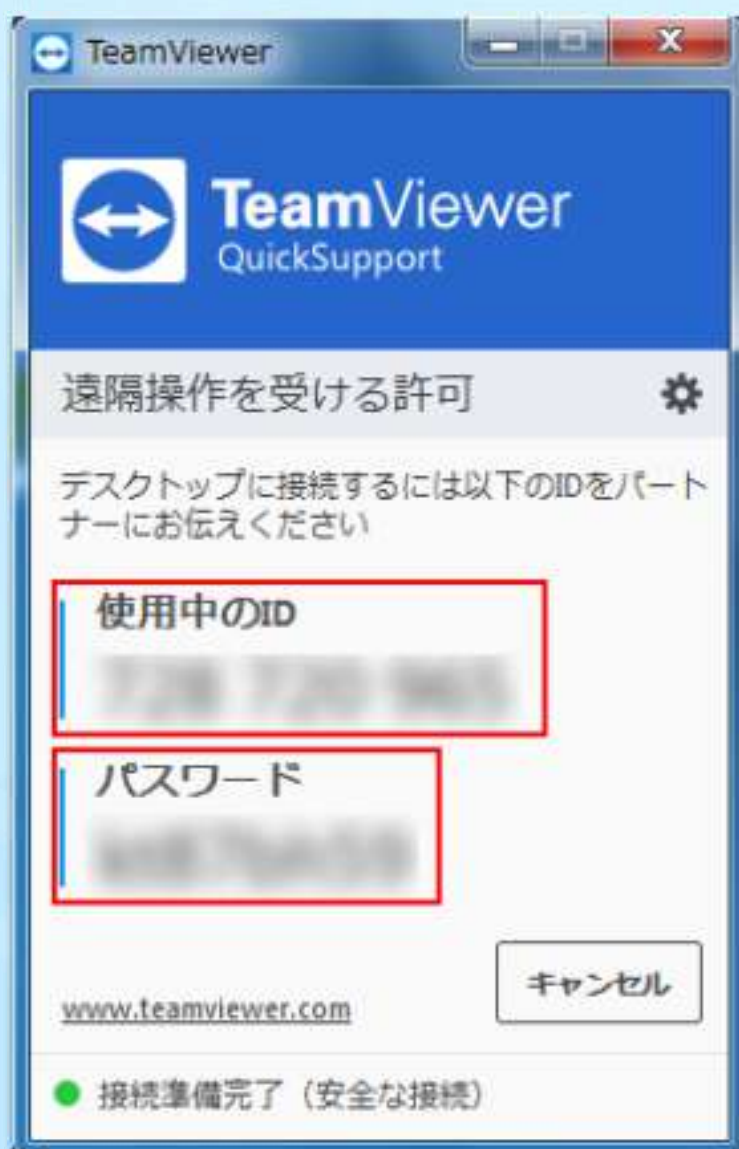 TeamViewer
TeamViewer
QuickSupport
遠隔操作を受ける許可
デスクトップに接続するには以下のIDをパート
ナーにお伝えください
使用中のID
パスワード
キャンセル
www.teamviewer.com
接続準備完了（安全な接続）